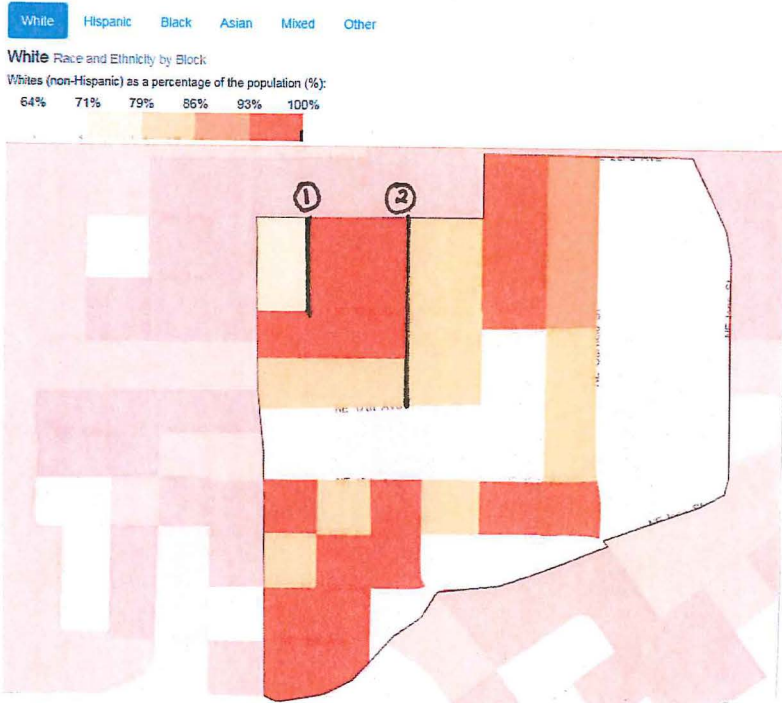 White Hispanic Black Asian Mixed Other
White Race and Ethnicity by Block
Whites (non-Hispanic) as a percentage of the population (%):
64% 71% 79% 86% 93% 100%
① ②